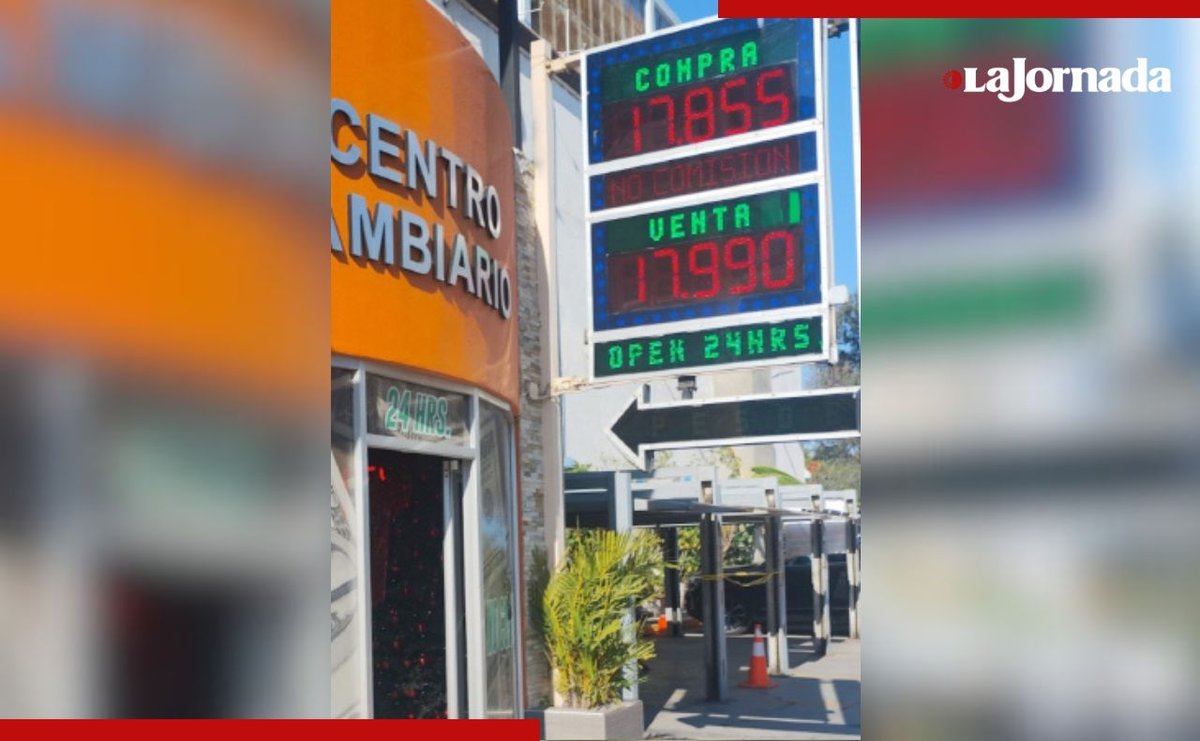 LaJornada
CENTRO
AMBIARIO
24 HRS.
COMPRA
17.855
NO COMISION
VENTA
17.990
OPEN 24HRS